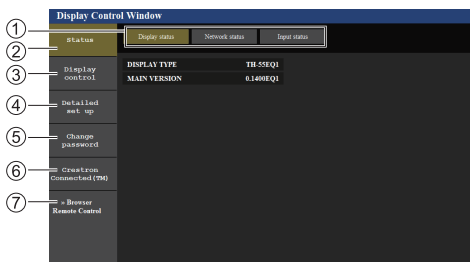 Display Control Window
① Display status Network status Input status
② Status
③ Display
control
④ Detailed
set up
⑤ Change
password
⑥ Crestron
Connected(TM)
⑦ » Browser
Remote Control
DISPLAY TYPE TH-55EQ1
MAIN VERSION 0.1400EQ1